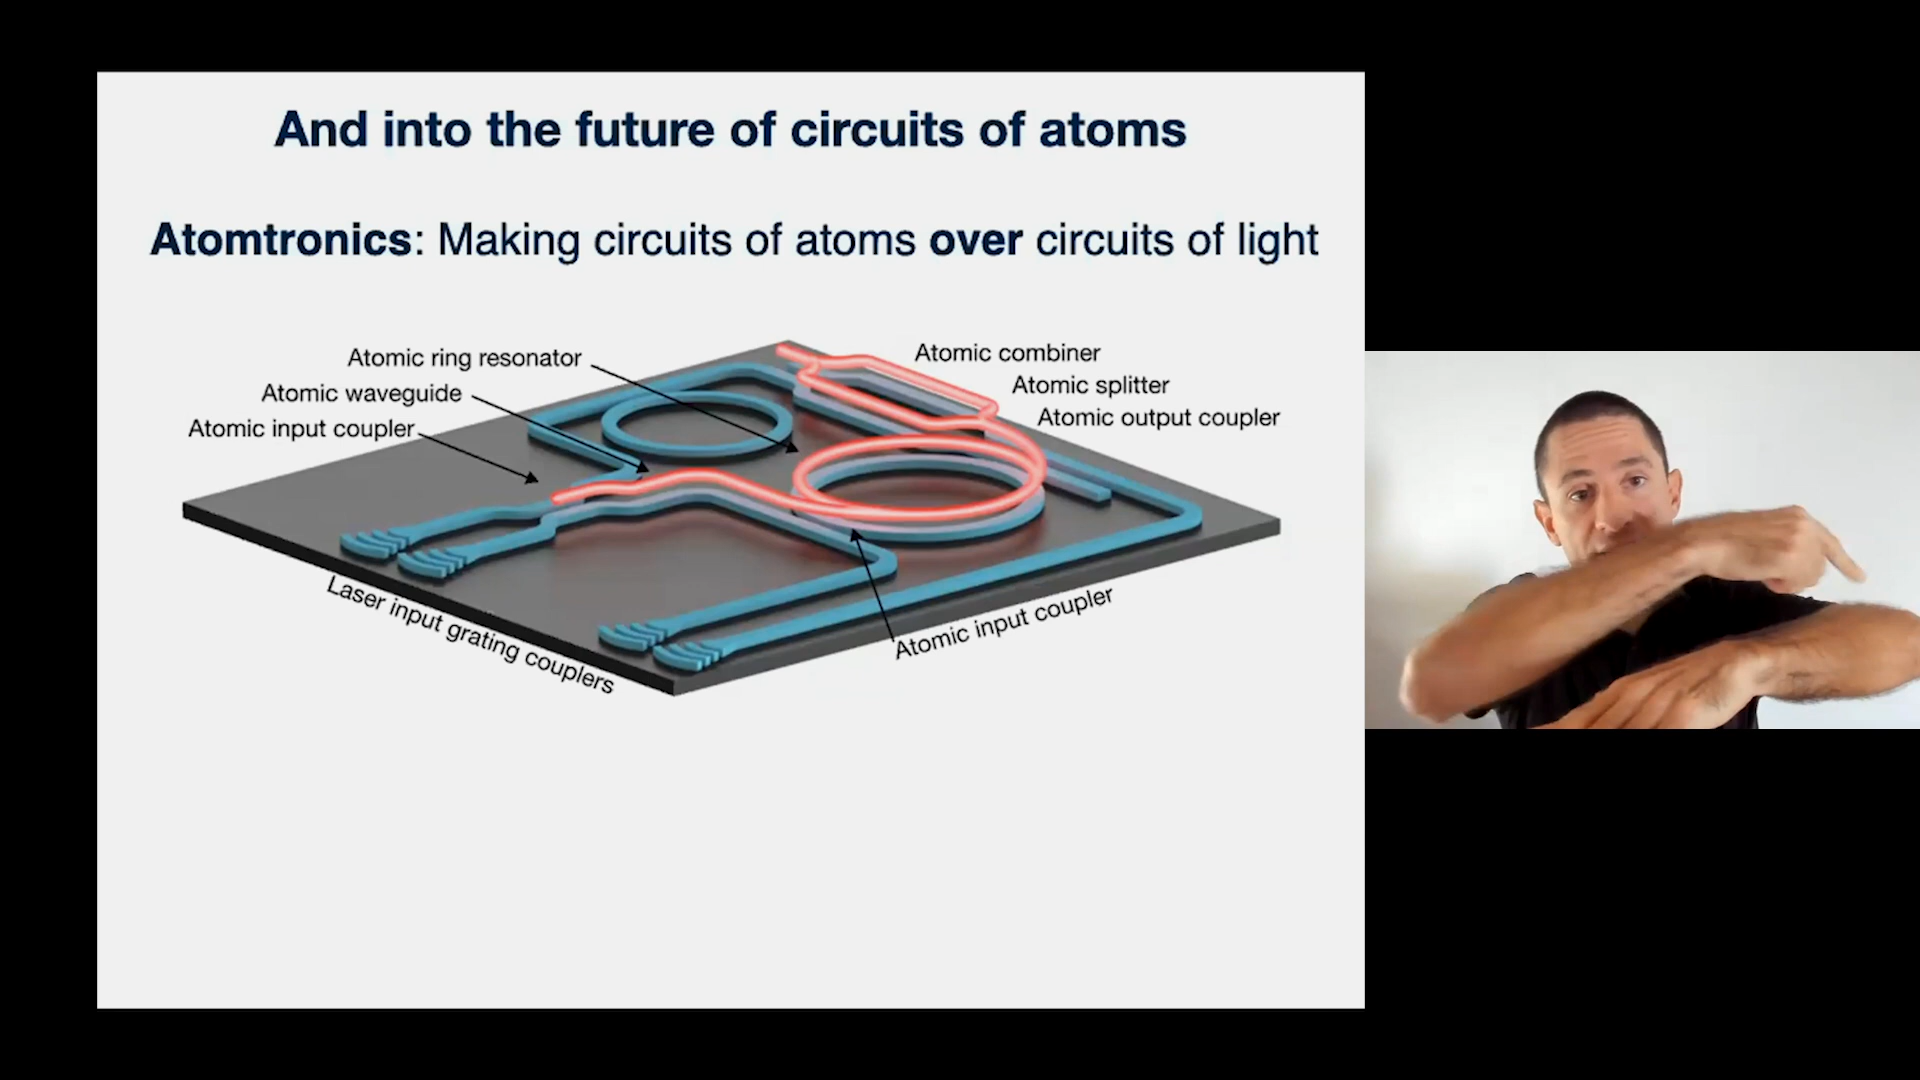 And into the future of circuits of atoms
Atomtronics: Making circuits of atoms over circuits of light
Atomic ring resonator
Atomic waveguide
Atomic input coupler
Atomic combiner
Atomic splitter
Atomic output coupler
Laser input grating couplers
Atomic input coupler